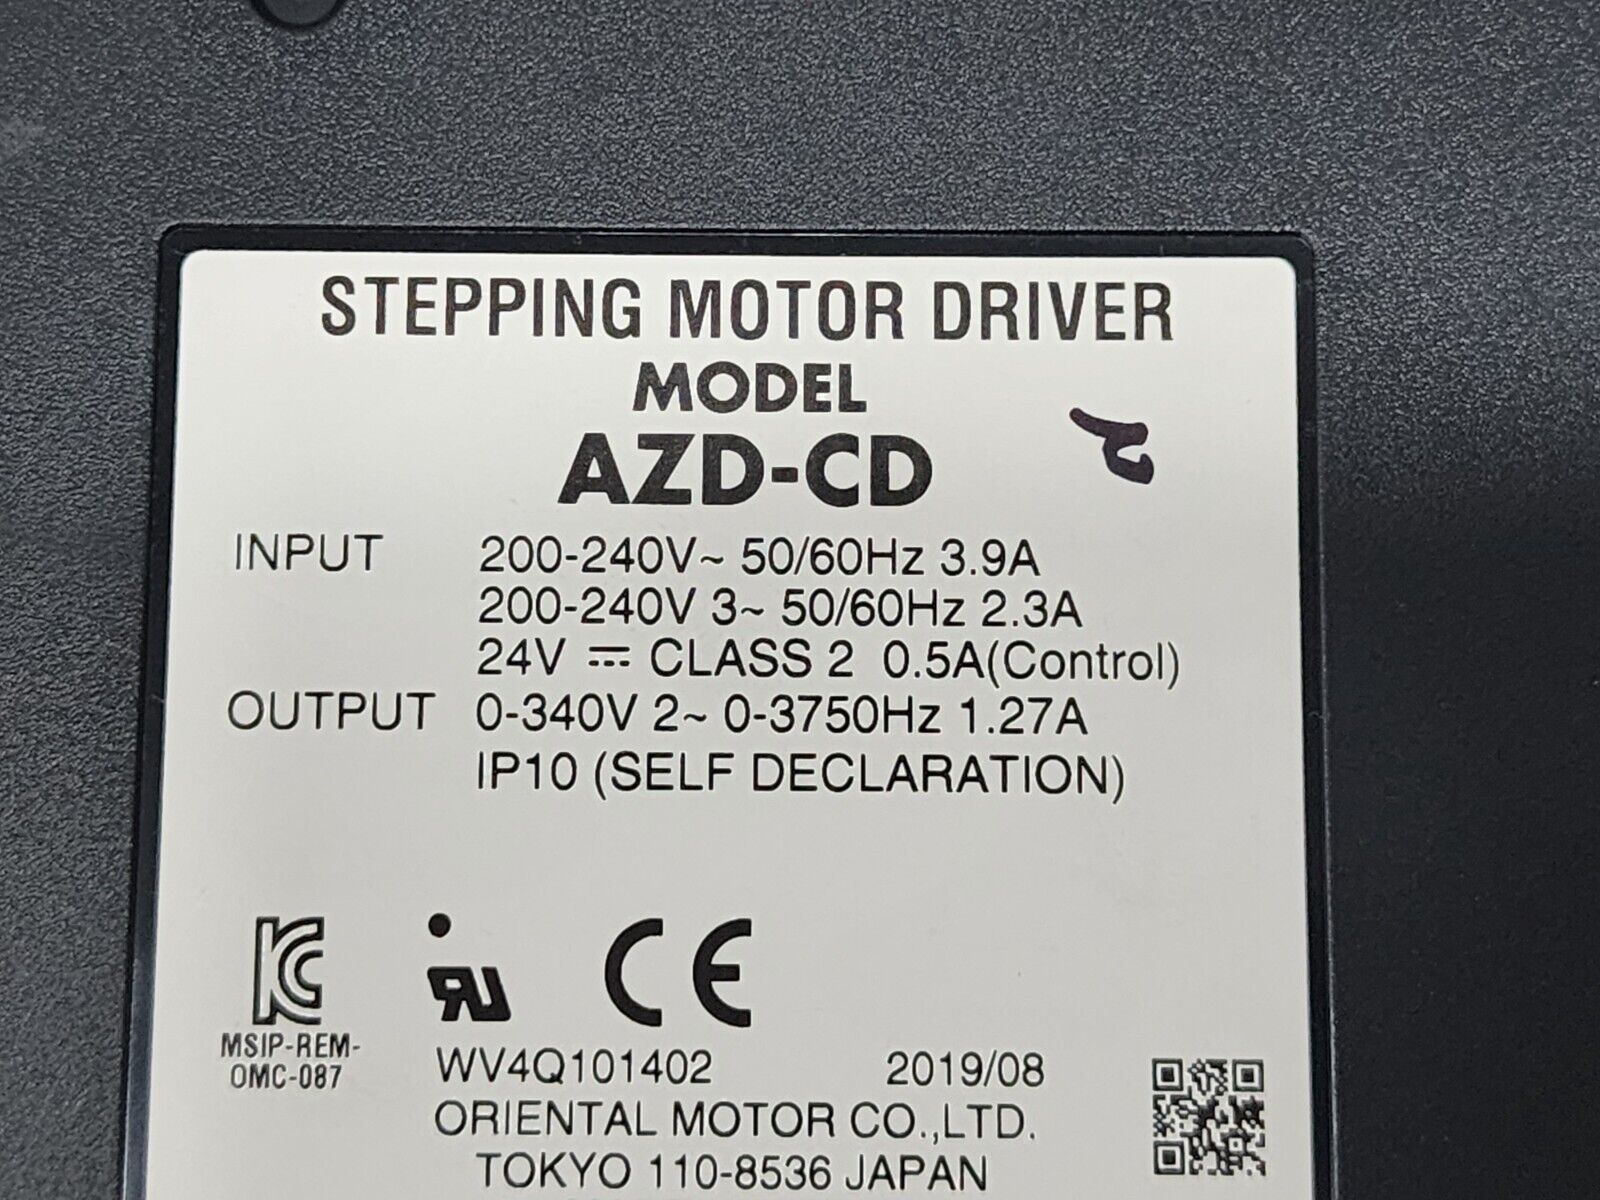 STEPPING MOTOR DRIVER
MODEL
AZD-CD
INPUT 200-240V~ 50/60Hz 3.9A
200-240V 3~ 50/60Hz 2.3A
24V ⎓ CLASS 2 0.5A(Control)
OUTPUT 0-340V 2~ 0-3750Hz 1.27A
IP10 (SELF DECLARATION)
CE
MSIP-REM-
OMC-087
WV4Q101402 2019/08
ORIENTAL MOTOR CO.,LTD.
TOKYO 110-8536 JAPAN